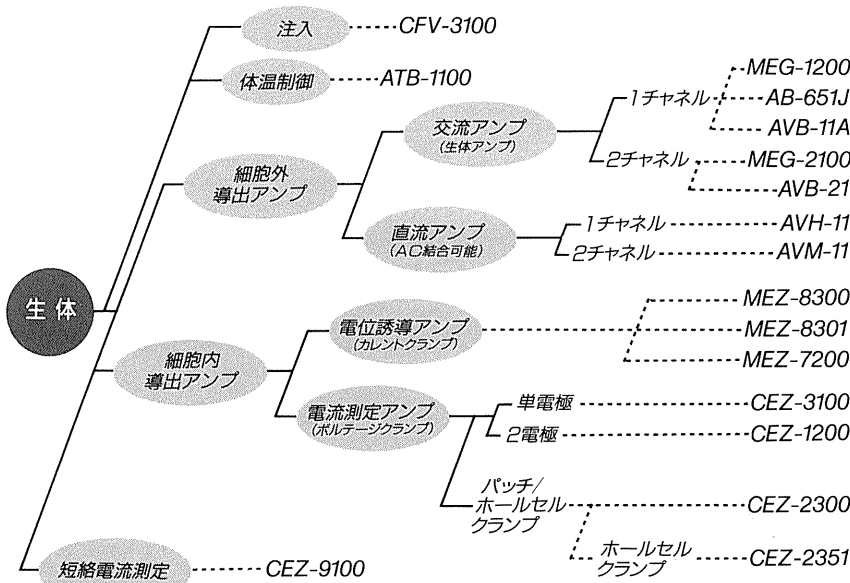 注入 CFV-3100
体温制御 ATB-1100
細胞外
導出アンプ
交流アンプ
(生体アンプ)
1チャネル
MEG-1200
AB-651J
AVB-11A
2チャネル
MEG-2100
AVB-21
直流アンプ
(AC結合可能)
1チャネル AVH-11
2チャネル AVM-11
生体
細胞内
導出アンプ
電位誘導アンプ
(カレントクランプ)
MEZ-8300
MEZ-8301
MEZ-7200
電流測定アンプ
(ボルテージクランプ)
単電極 CEZ-3100
2電極 CEZ-1200
パッチ/
ホールセル
クランプ
CEZ-2300
ホールセル
クランプ
CEZ-2351
短絡電流測定 CEZ-9100